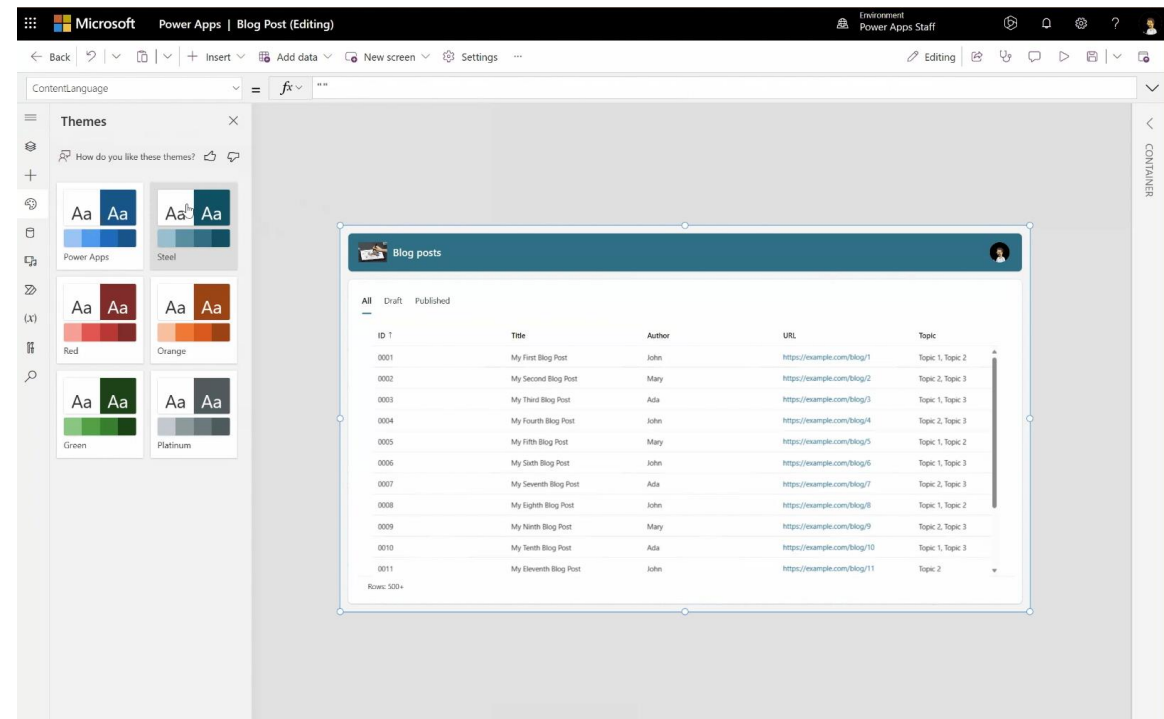 Microsoft Power Apps | Blog Post (Editing)
Environment
Power Apps Staff
Back Insert Add data New screen Settings ... Editing
ContentLanguage = fx ""
Themes
How do you like these themes?
Aa Aa
Power Apps
Aa Aa
Steel
Aa Aa
Red
Aa Aa
Orange
Aa Aa
Green
Aa Aa
Platinum
(x)
CONTAINER
Blog posts
All Draft Published
ID ↑ Title Author URL Topic
0001 My First Blog Post John https://example.com/blog/1 Topic 1, Topic 2
0002 My Second Blog Post Mary https://example.com/blog/2 Topic 2, Topic 3
0003 My Third Blog Post Ada https://example.com/blog/3 Topic 1, Topic 3
0004 My Fourth Blog Post John https://example.com/blog/4 Topic 2, Topic 3
0005 My Fifth Blog Post Mary https://example.com/blog/5 Topic 1, Topic 2
0006 My Sixth Blog Post John https://example.com/blog/6 Topic 1, Topic 3
0007 My Seventh Blog Post Ada https://example.com/blog/7 Topic 2, Topic 3
0008 My Eighth Blog Post John https://example.com/blog/8 Topic 1, Topic 2
0009 My Ninth Blog Post Mary https://example.com/blog/9 Topic 2, Topic 3
0010 My Tenth Blog Post Ada https://example.com/blog/10 Topic 1, Topic 3
0011 My Eleventh Blog Post John https://example.com/blog/11 Topic 2
Rows: 500+